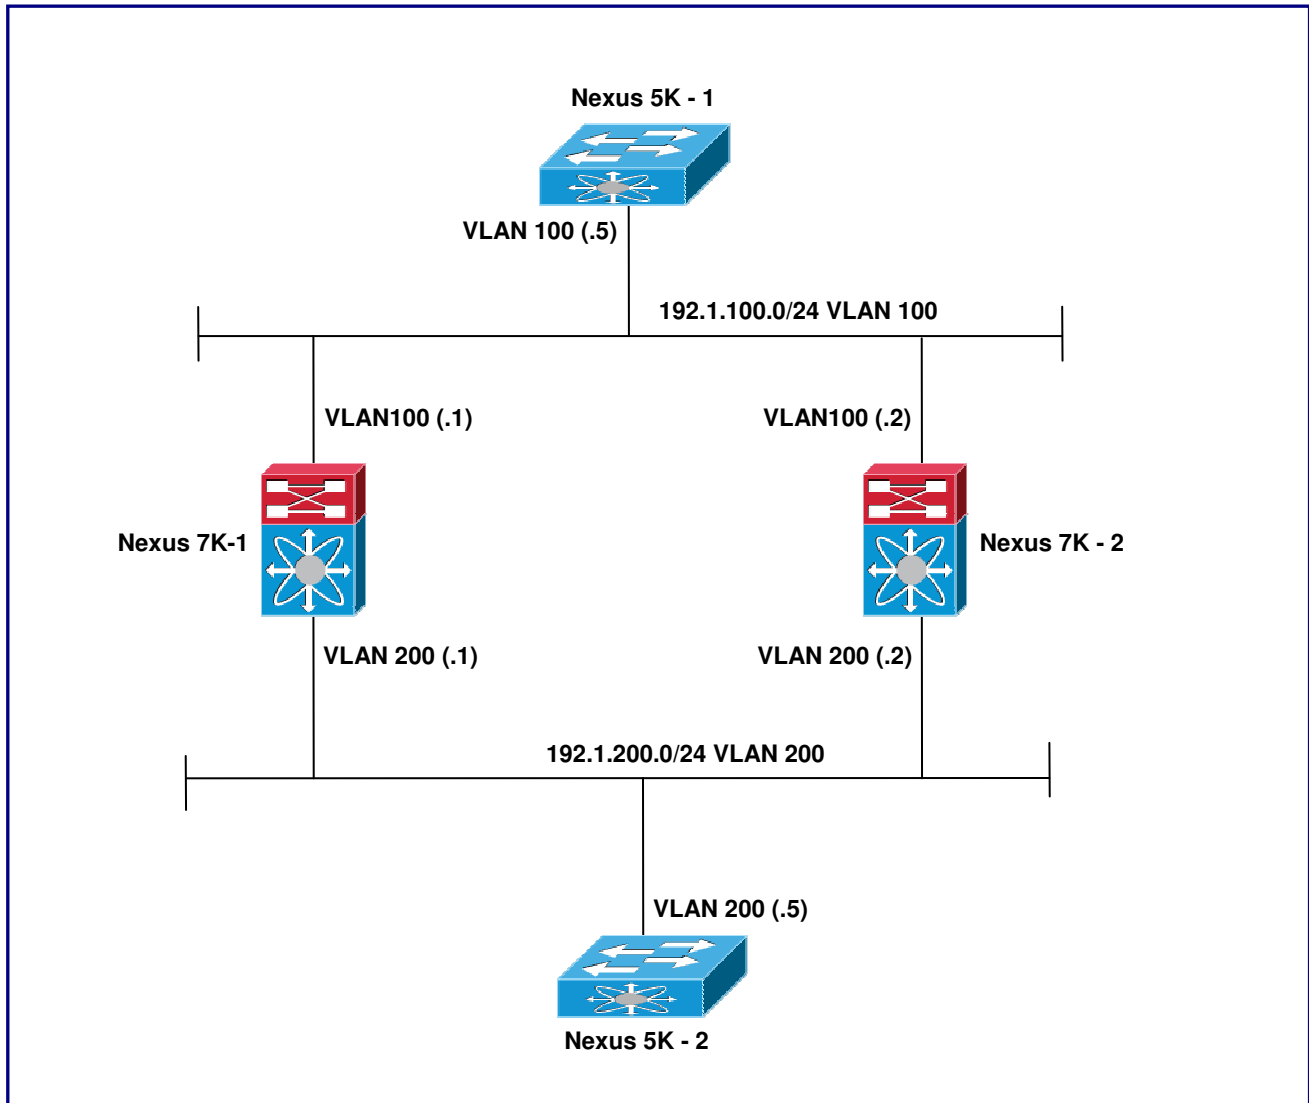 Nexus 5K - 1
VLAN 100 (.5)
192.1.100.0/24 VLAN 100
VLAN100 (.1)
VLAN100 (.2)
Nexus 7K-1
Nexus 7K - 2
VLAN 200 (.1)
VLAN 200 (.2)
192.1.200.0/24 VLAN 200
VLAN 200 (.5)
Nexus 5K - 2